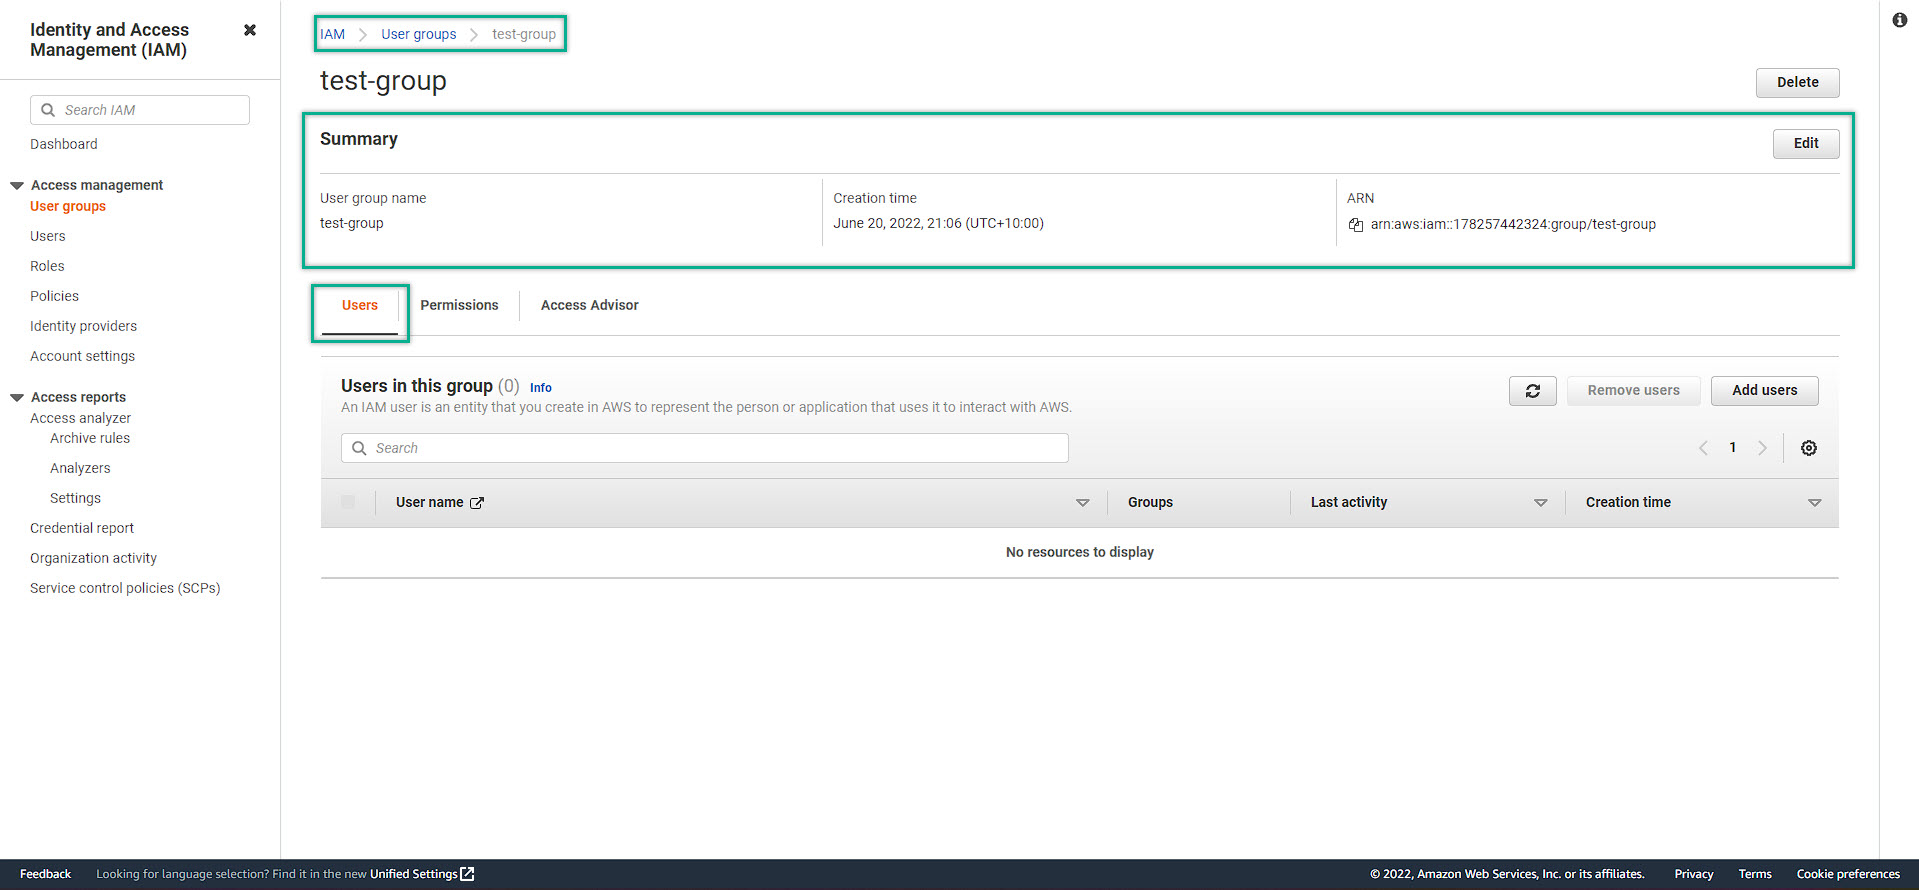 Identity and Access
Management (IAM)
Search IAM
Dashboard
Access management
User groups
Users
Roles
Policies
Identity providers
Account settings
Access reports
Access analyzer
Archive rules
Analyzers
Settings
Credential report
Organization activity
Service control policies (SCPs)
IAM User groups test-group
test-group
Delete
Summary
Edit
User group name
test-group
Creation time
June 20, 2022, 21:06 (UTC+10:00)
ARN
arn:aws:iam::178257442324:group/test-group
Users Permissions Access Advisor
Users in this group (0) Info
An IAM user is an entity that you create in AWS to represent the person or application that uses it to interact with AWS.
Remove users Add users
Search
1
User name Groups Last activity Creation time
No resources to display
Feedback Looking for language selection? Find it in the new Unified Settings © 2022, Amazon Web Services, Inc. or its affiliates. Privacy Terms Cookie preferences